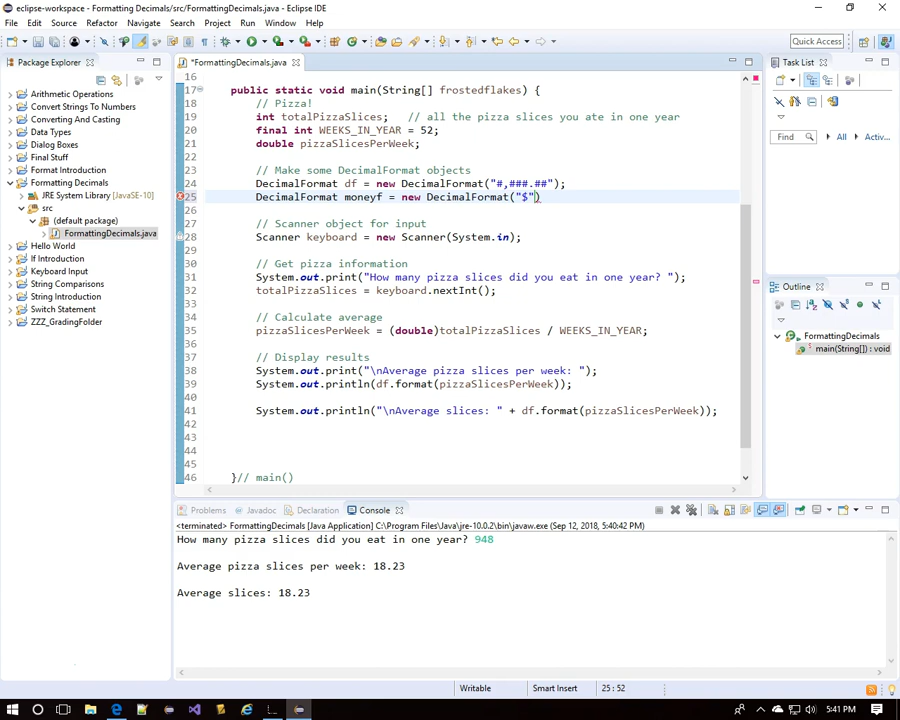 eclipse-workspace - Formatting Decimals/src/FormattingDecimals.java - Eclipse IDE
File Edit Source Refactor Navigate Search Project Run Window Help
Quick Access
Package Explorer
*FormattingDecimals.java
Task List
Arithmetic Operations
Convert Strings To Numbers
Converting And Casting
Data Types
Dialog Boxes
Final Stuff
Format Introduction
Formatting Decimals
JRE System Library [JavaSE-10]
src
(default package)
FormattingDecimals.java
Hello World
If Introduction
Keyboard Input
String Comparisons
String Introduction
Switch Statement
ZZZ_GradingFolder
16
17 public static void main(String[] frostedflakes) {
18 // Pizza!
19 int totalPizzaSlices; // all the pizza slices you ate in one year
20 final int WEEKS_IN_YEAR = 52;
21 double pizzaSlicesPerWeek;
22
23 // Make some DecimalFormat objects
24 DecimalFormat df = new DecimalFormat("#,###.##");
25 DecimalFormat moneyf = new DecimalFormat("$")
26
27 // Scanner object for input
28 Scanner keyboard = new Scanner(System.in);
29
30 // Get pizza information
31 System.out.print("How many pizza slices did you eat in one year? ");
32 totalPizzaSlices = keyboard.nextInt();
33
34 // Calculate average
35 pizzaSlicesPerWeek = (double)totalPizzaSlices / WEEKS_IN_YEAR;
36
37 // Display results
38 System.out.print("\nAverage pizza slices per week: ");
39 System.out.println(df.format(pizzaSlicesPerWeek));
40
41 System.out.println("\nAverage slices: " + df.format(pizzaSlicesPerWeek));
42
43
44
45
46 }// main()
Find
All
Activ...
Outline
FormattingDecimals
main(String[]) : void
Problems Javadoc Declaration Console
<terminated> FormattingDecimals [Java Application] C:\Program Files\Java\jre-10.0.2\bin\javaw.exe (Sep 12, 2018, 5:40:42 PM)
How many pizza slices did you eat in one year? 948
Average pizza slices per week: 18.23
Average slices: 18.23
Writable
Smart Insert
25 : 52
5:41 PM